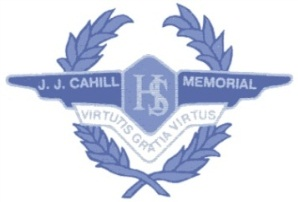 J. J. CAHILL HS MEMORIAL
VIRTUTIS GRATIA VIRTUS